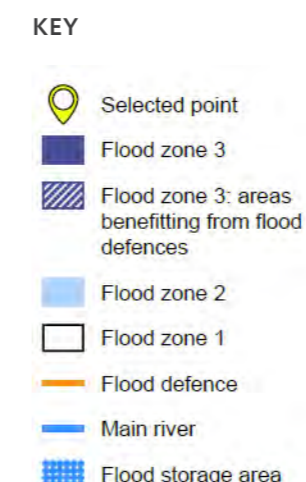 KEY
Selected point
Flood zone 3
Flood zone 3: areas
benefitting from flood
defences
Flood zone 2
Flood zone 1
Flood defence
Main river
Flood storage area